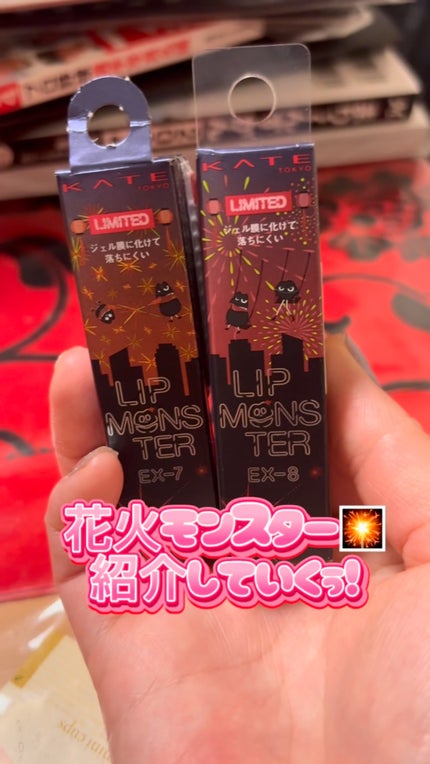 KATE
TOKYO
LIMITED
ジェル膜に化けて
落ちにくい
LIP
MONS
TER
EX-7
KATE
TOKYO
LIMITED
ジェル膜に化けて
落ちにくい
LIP
MONS
TER
EX-8
花火モンスター
紹介していくぅ!